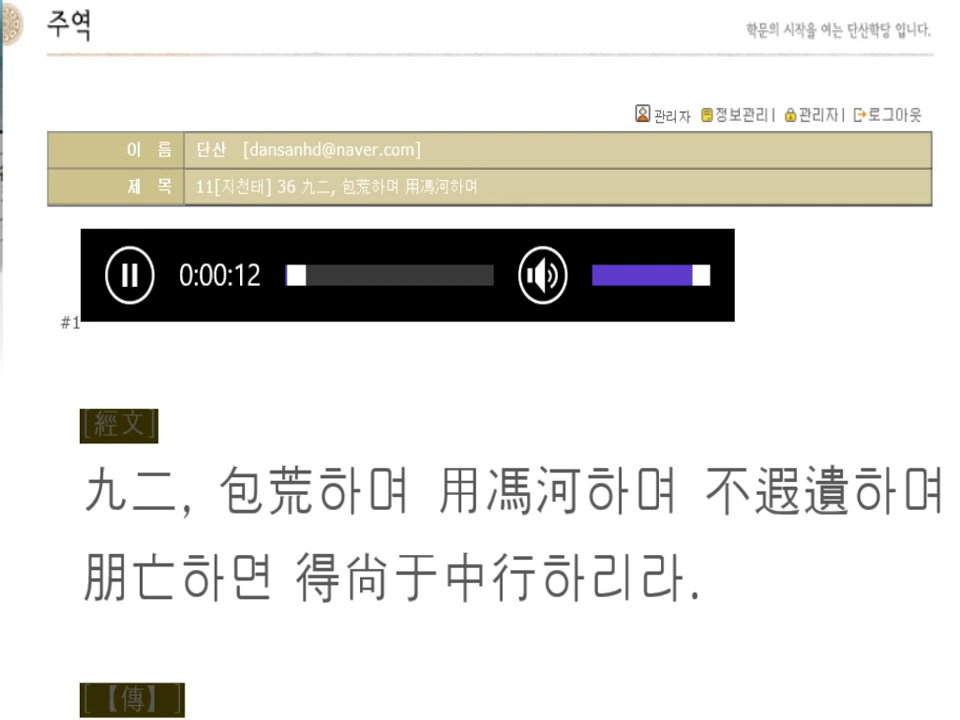 주역
학문의 시작을 여는 단산학당 입니다.
관리자 정보관리| 관리자| 로그아웃
이 름 단산 [dansanhd@naver.com]
제 목 11[지천태] 36 九二, 包荒하며 用馮河하며
0:00:12
#1
[經文]
九二, 包荒하며 用馮河하며 不遐遺하며
朋亡하면 得尙于中行하리라.
[【傳】]